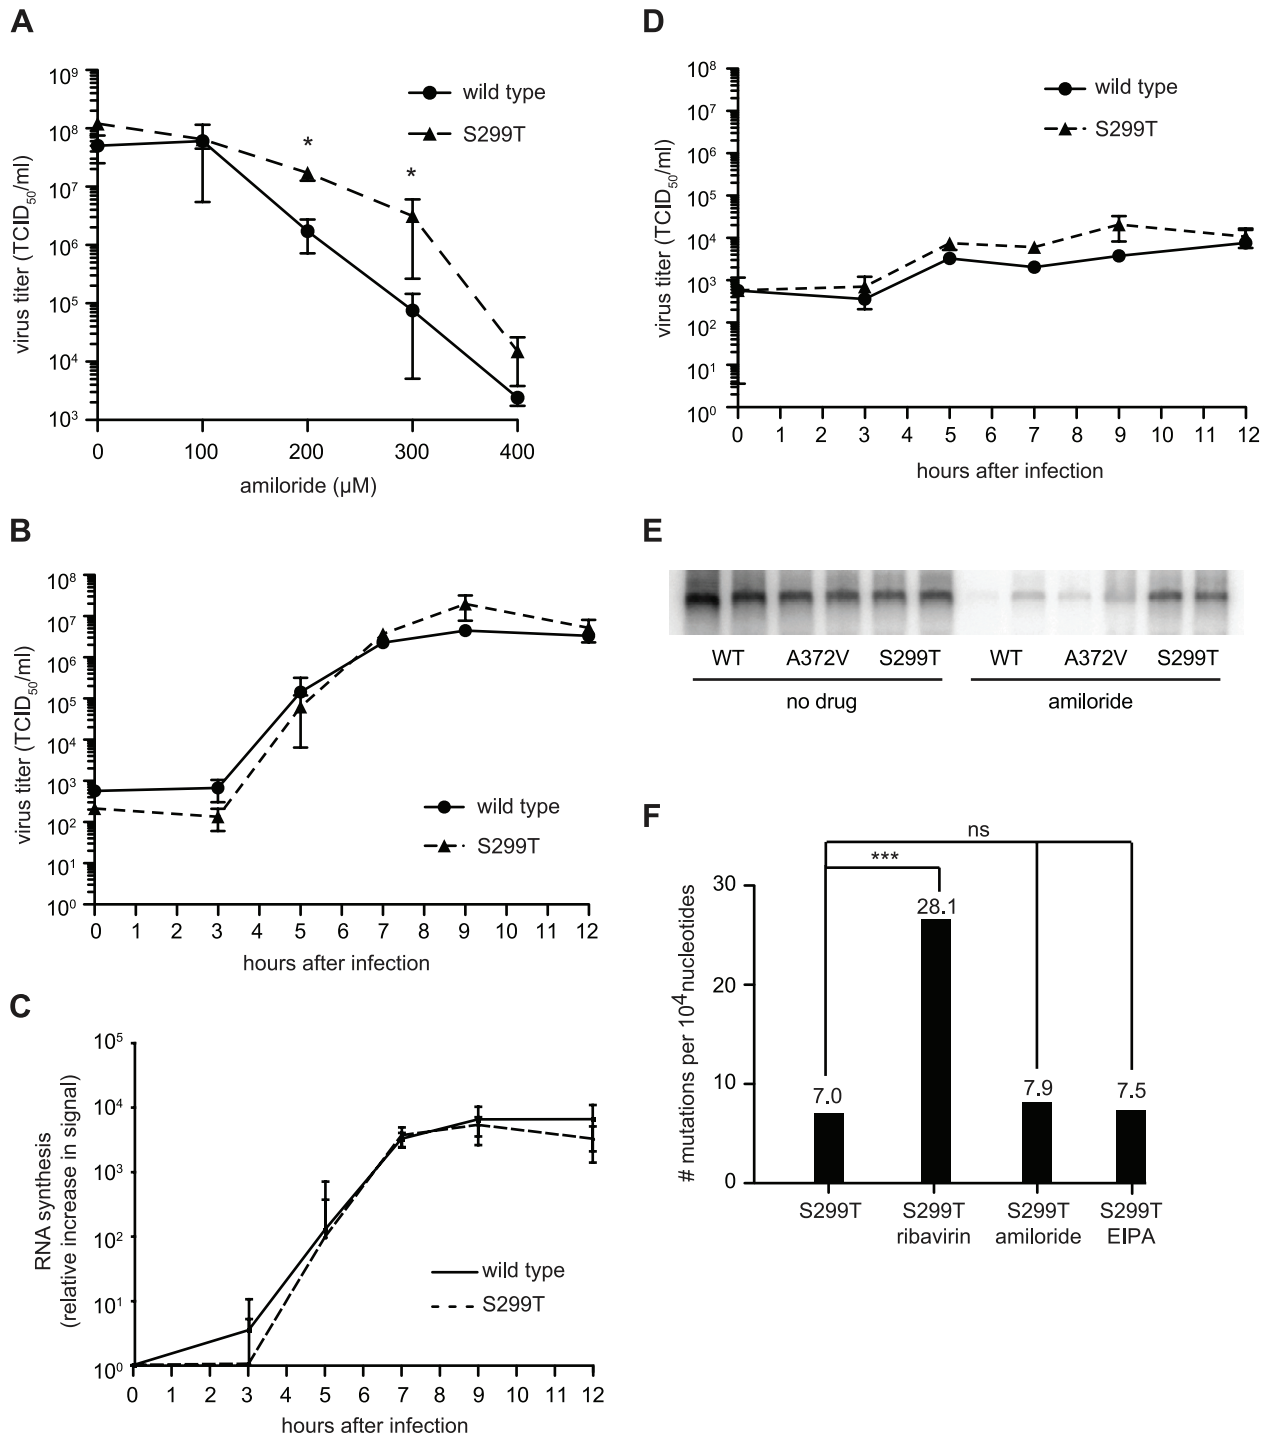 A
10⁹
10⁸
10⁷
10⁶
10⁵
10⁴
10³
virus titer (TCID₅₀/ml)
wild type
S299T
*
*
0
100
200
300
400
amiloride (µM)
B
10⁸
10⁷
10⁶
10⁵
10⁴
10³
10²
10¹
10⁰
virus titer (TCID₅₀/ml)
wild type
S299T
0 1 2 3 4 5 6 7 8 9 10 11 12
hours after infection
C
10⁵
10⁴
10³
10²
10¹
10⁰
RNA synthesis
(relative increase in signal)
wild type
S299T
0 1 2 3 4 5 6 7 8 9 10 11 12
hours after infection
D
10⁸
10⁷
10⁶
10⁵
10⁴
10³
10²
10¹
10⁰
virus titer (TCID₅₀/ml)
wild type
S299T
0 1 2 3 4 5 6 7 8 9 10 11 12
hours after infection
E
WT A372V S299T WT A372V S299T
no drug amiloride
F
ns
***
30
20
10
0
# mutations per 10⁴ nucleotides
7.0
28.1
7.9
7.5
S299T
S299T
ribavirin
S299T
amiloride
S299T
EIPA